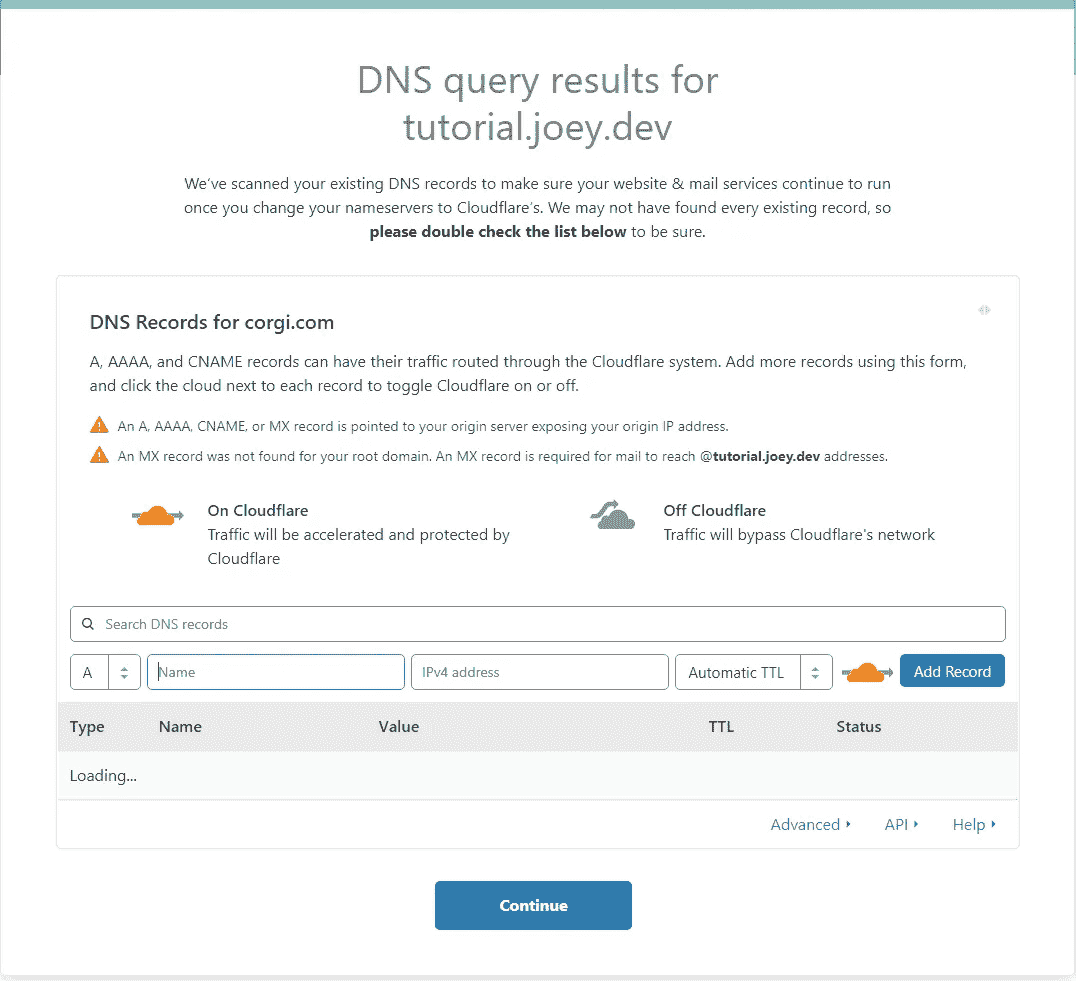 DNS query results for
tutorial.joey.dev
We've scanned your existing DNS records to make sure your website & mail services continue to run
once you change your nameservers to Cloudflare's. We may not have found every existing record, so
please double check the list below to be sure.
DNS Records for corgi.com
A, AAAA, and CNAME records can have their traffic routed through the Cloudflare system. Add more records using this form,
and click the cloud next to each record to toggle Cloudflare on or off.
An A, AAAA, CNAME, or MX record is pointed to your origin server exposing your origin IP address.
An MX record was not found for your root domain. An MX record is required for mail to reach @tutorial.joey.dev addresses.
On Cloudflare
Traffic will be accelerated and protected by
Cloudflare
Off Cloudflare
Traffic will bypass Cloudflare's network
Search DNS records
A Name IPv4 address Automatic TTL Add Record
Type Name Value TTL Status
Loading...
Advanced API Help
Continue